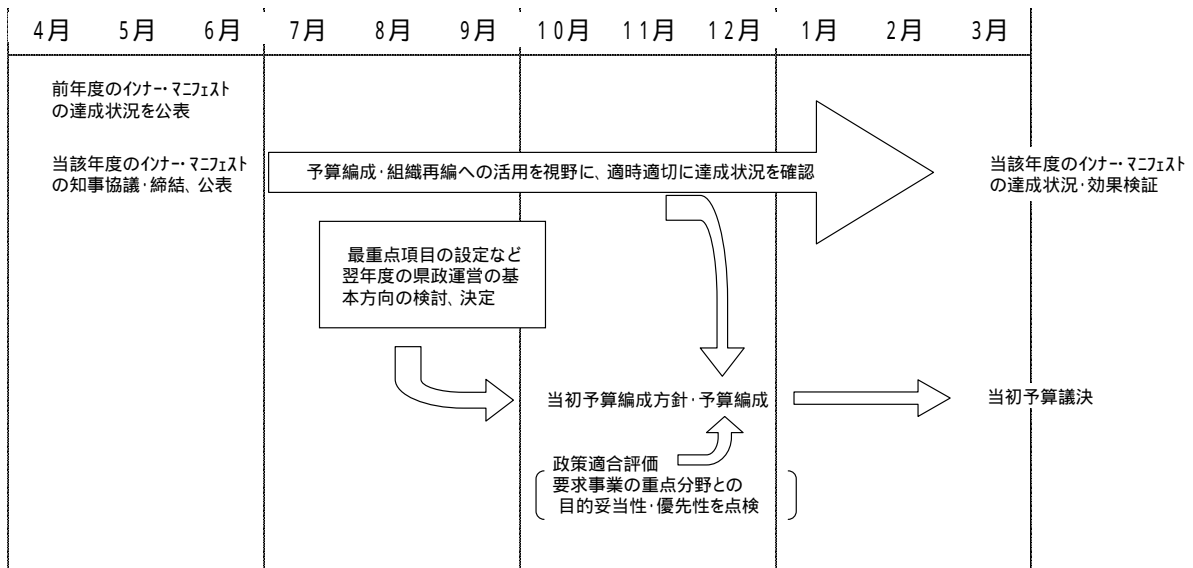 4月 5月 6月 7月 8月 9月 10月 11月 12月 1月 2月 3月
前年度のインナー・マニフェスト
の達成状況を公表
当該年度のインナー・マニフェスト
の知事協議・締結、公表
予算編成・組織再編への活用を視野に、適時適切に達成状況を確認
当該年度のインナー・マニフェスト
の達成状況・効果検証
最重点項目の設定など
翌年度の県政運営の基
本方向の検討、決定
当初予算編成方針・予算編成
当初予算議決
政策適合評価
要求事業の重点分野との
目的妥当性・優先性を点検